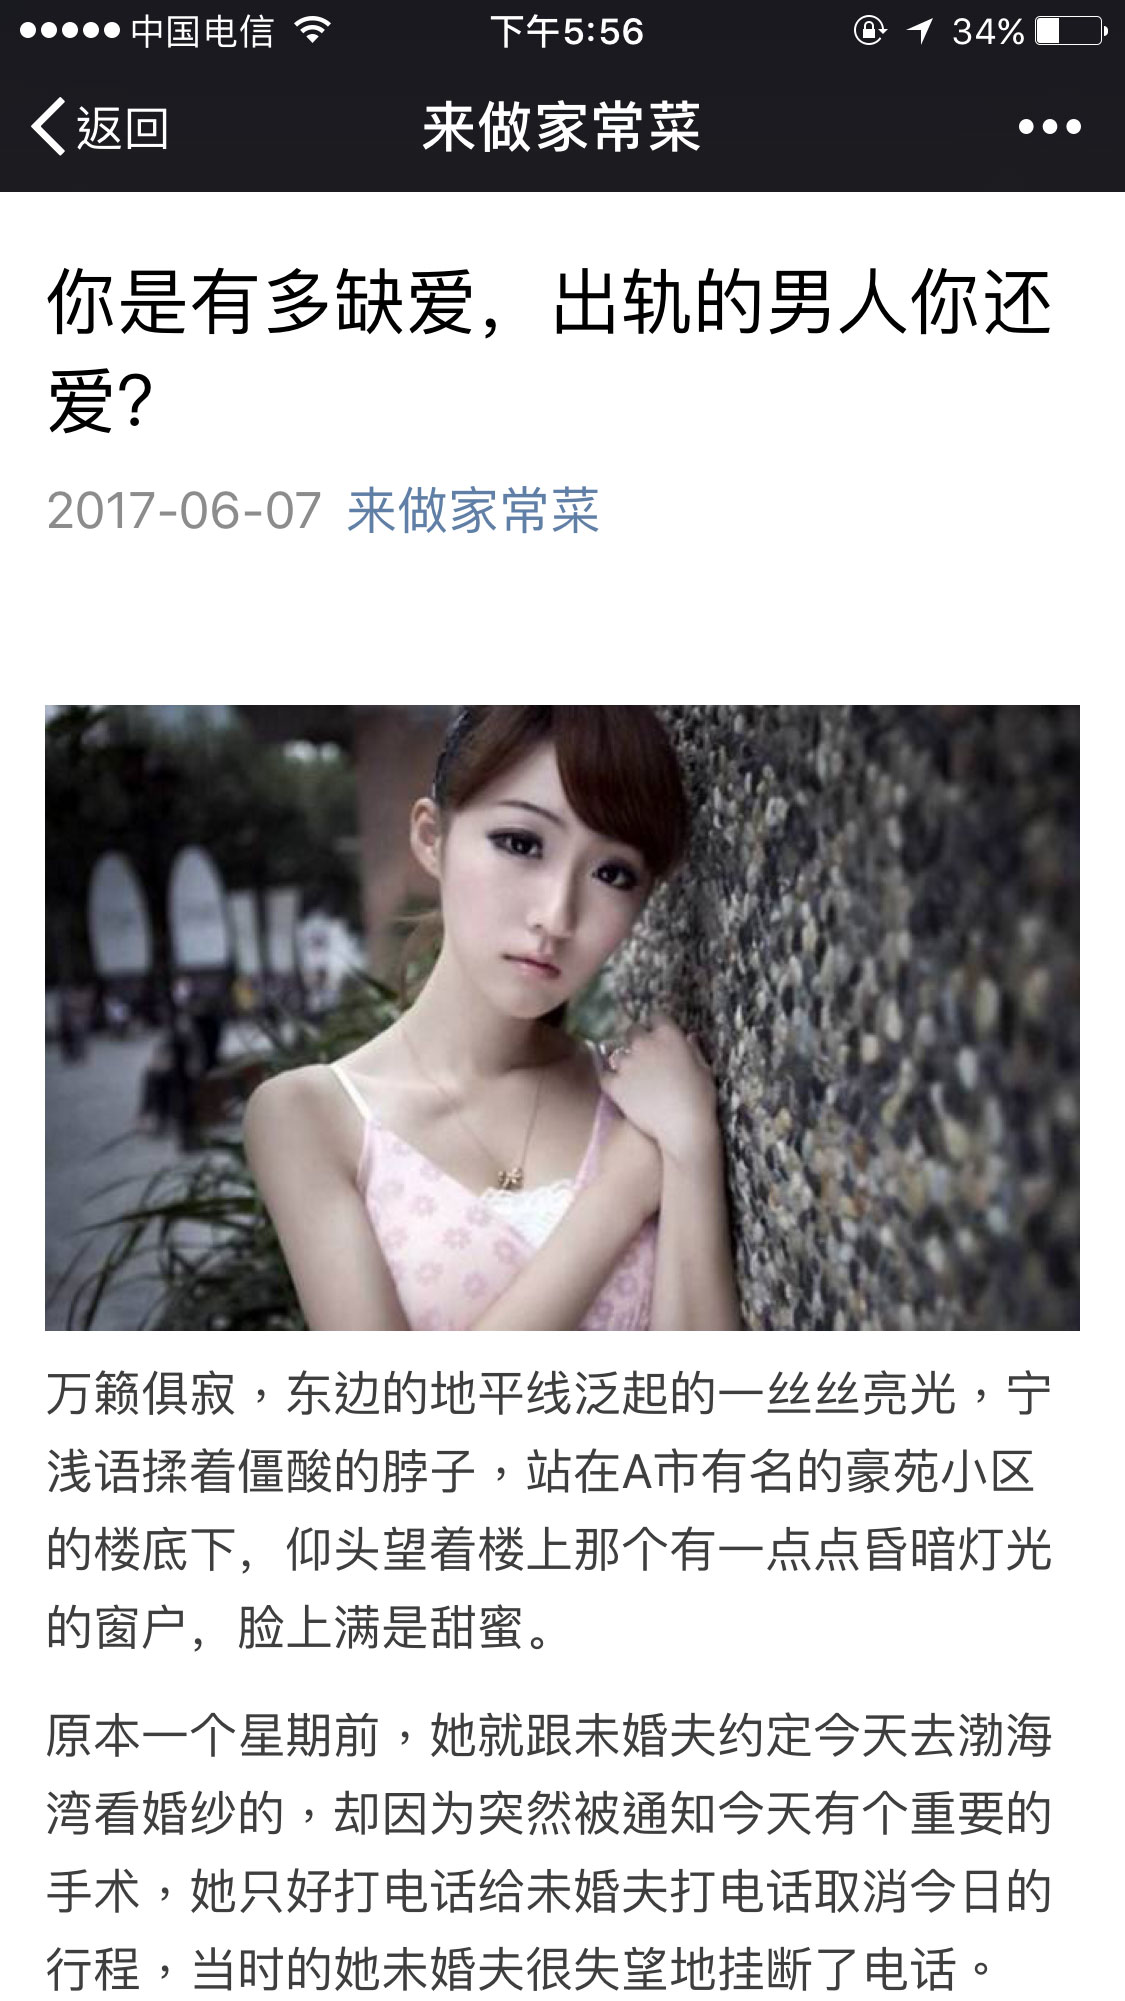 中国电信 下午5:56 34%
返回 来做家常菜
你是有多缺爱，出轨的男人你还
爱?
2017-06-07 来做家常菜
万籁俱寂，东边的地平线泛起的一丝丝亮光，宁
浅语揉着僵酸的脖子，站在A市有名的豪苑小区
的楼底下，仰头望着楼上那个有一点点昏暗灯光
的窗户，脸上满是甜蜜。
原本一个星期前，她就跟未婚夫约定今天去渤海
湾看婚纱的，却因为突然被通知今天有个重要的
手术，她只好打电话给未婚夫打电话取消今日的
行程，当时的她未婚夫很失望地挂断了电话。